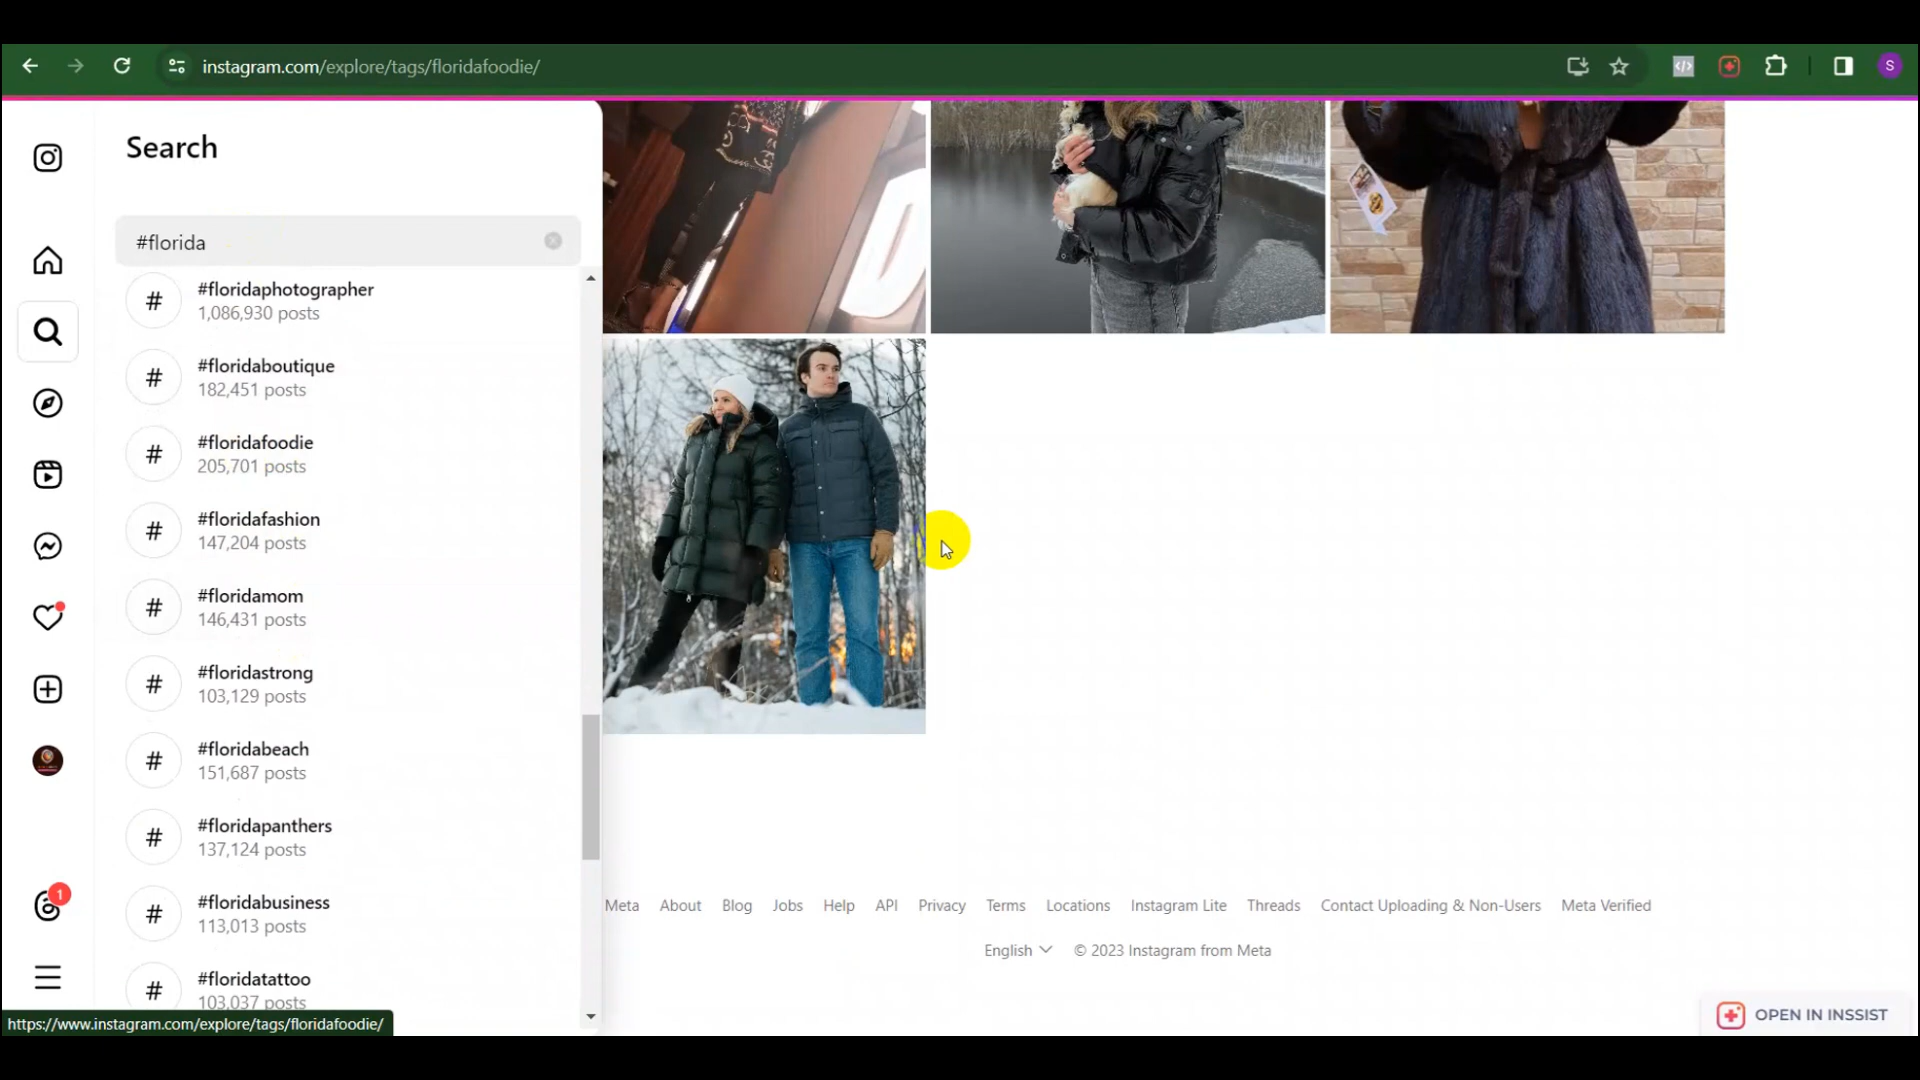 instagram.com/explore/tags/floridafoodie/
S
Search
#florida
#floridaphotographer
1,086,930 posts
#floridaboutique
182,451 posts
#floridafoodie
205,701 posts
#floridafashion
147,204 posts
#floridamom
146,431 posts
#floridastrong
103,129 posts
#floridabeach
151,687 posts
#floridapanthers
137,124 posts
#floridabusiness
113,013 posts
#floridatattoo
103,037 posts
1
Meta About Blog Jobs Help API Privacy Terms Locations Instagram Lite Threads Contact Uploading & Non-Users Meta Verified
English © 2023 Instagram from Meta
https://www.instagram.com/explore/tags/floridafoodie/
OPEN IN INSSIST